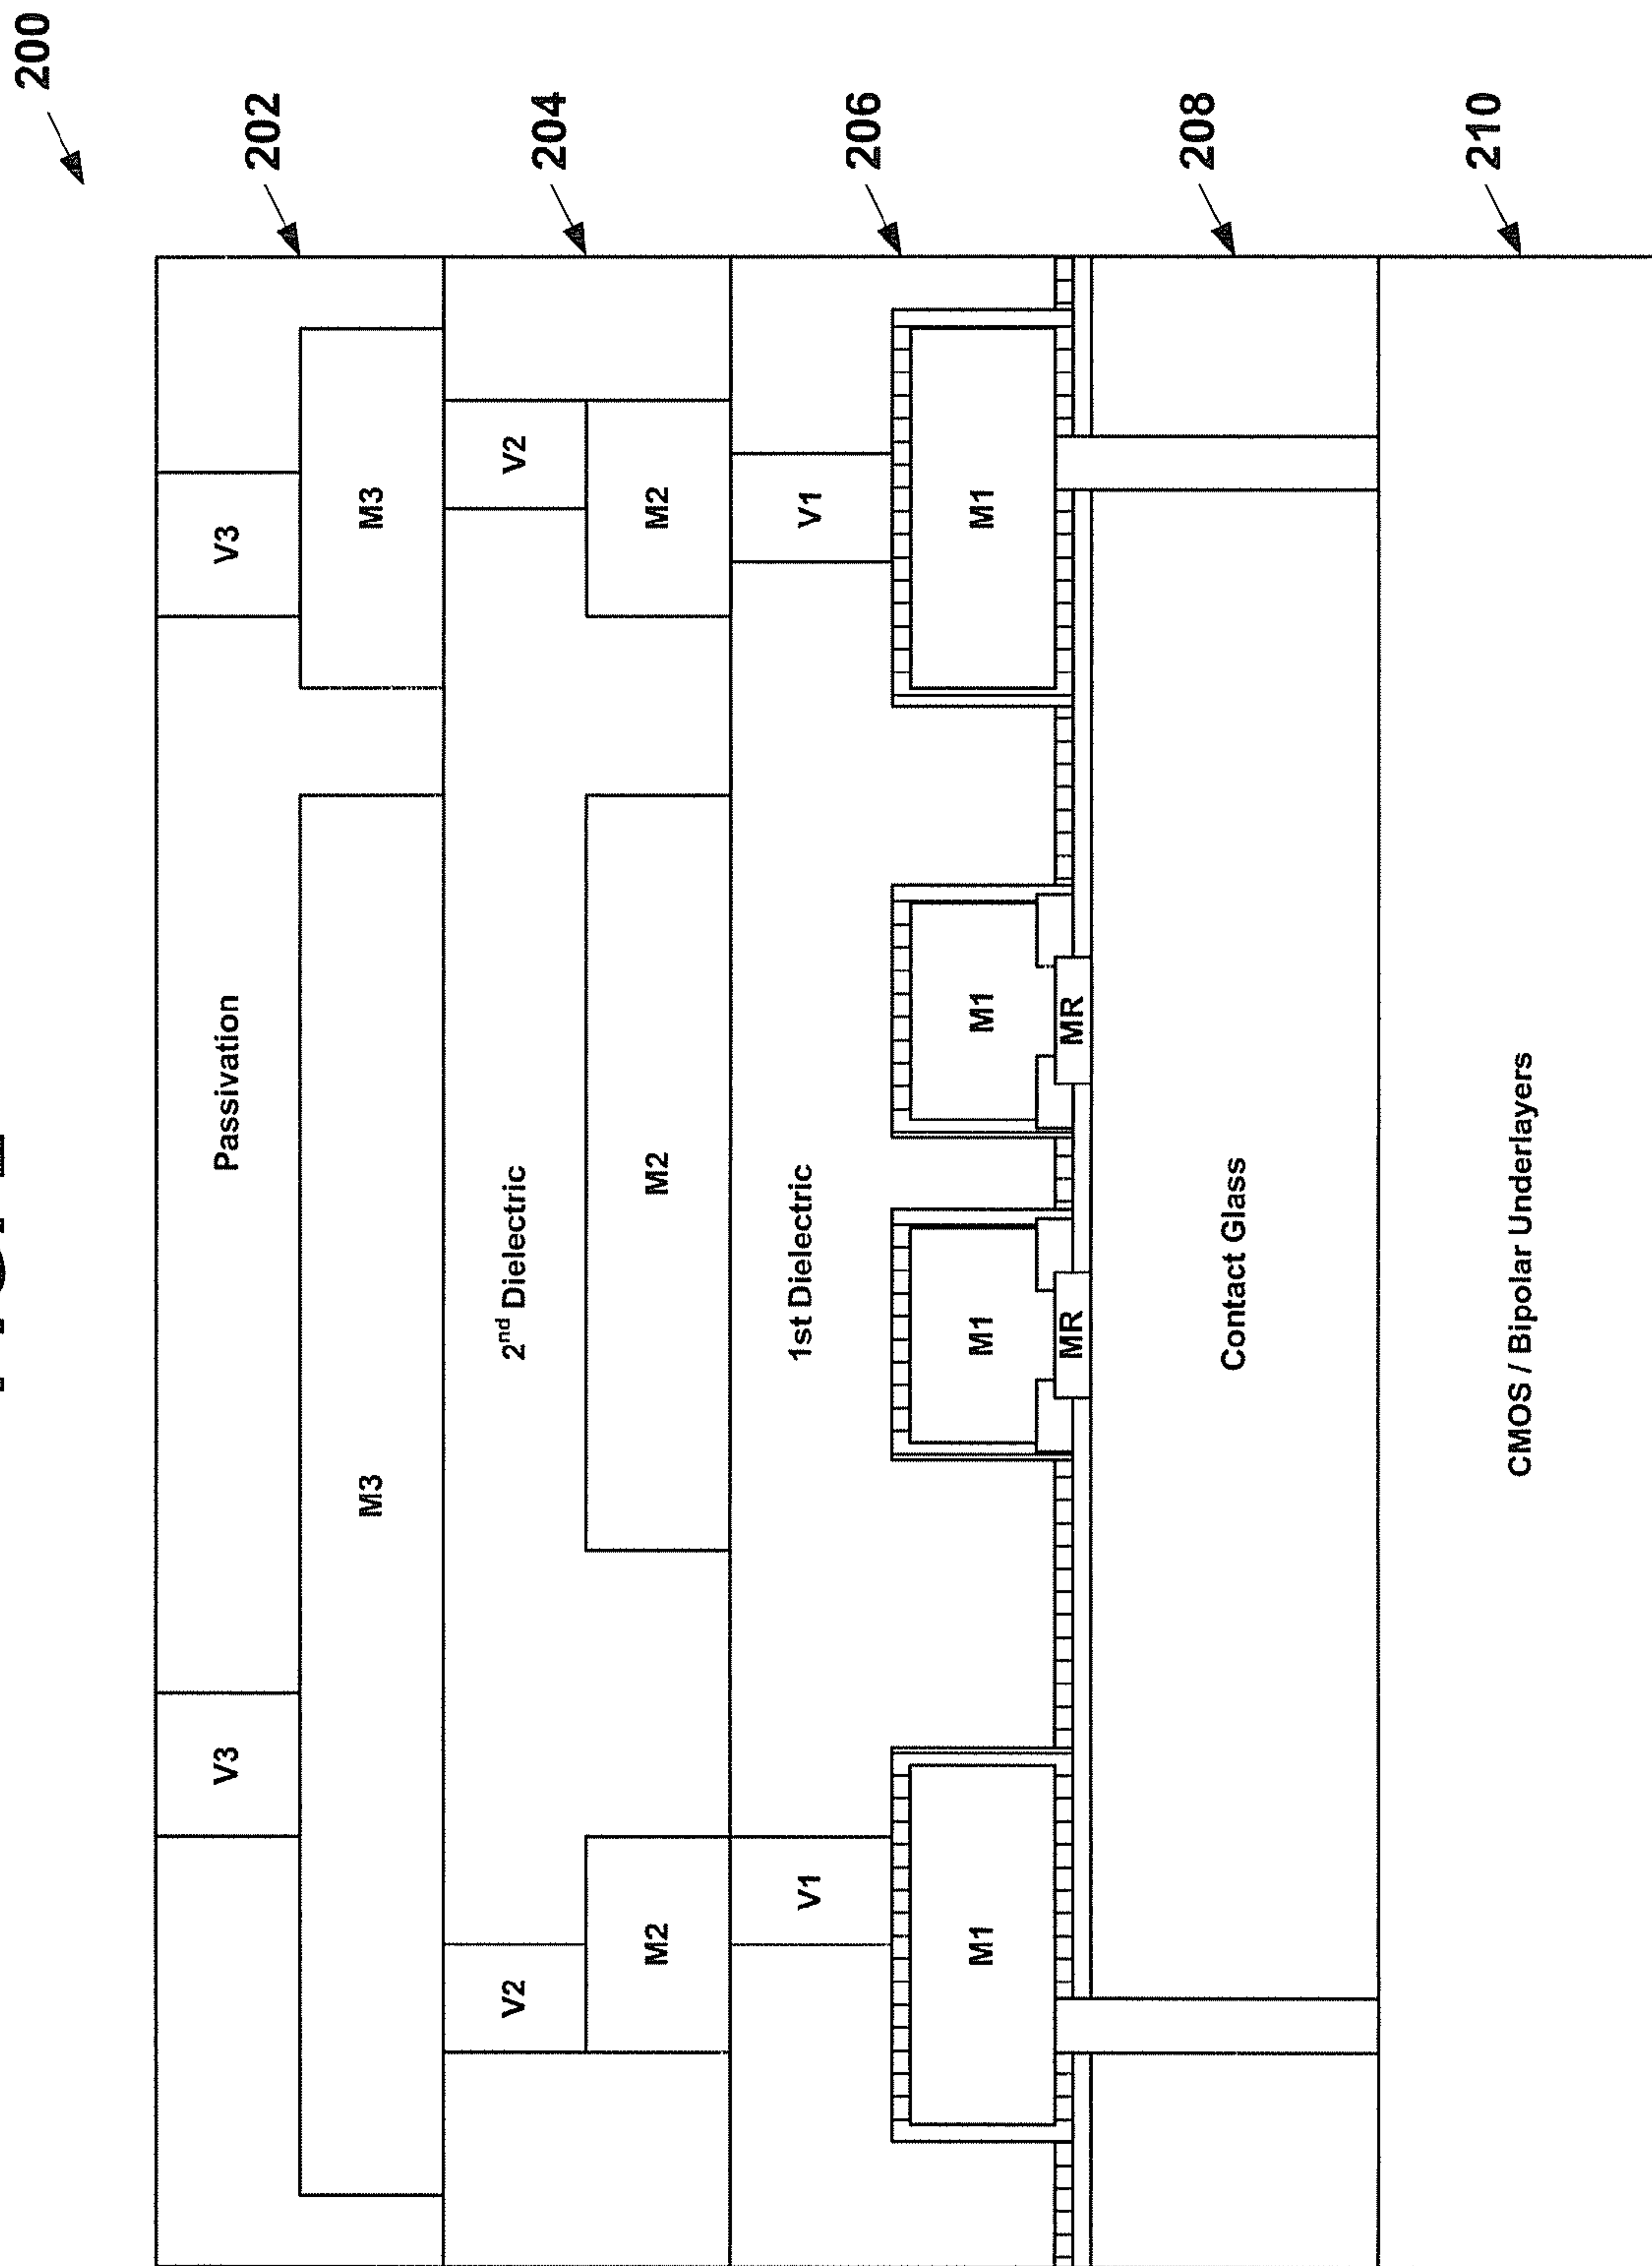 200
V3 Passivation V3 202
M3 M3
V2 2nd Dielectric V2 204
M2 M2 M2
V1 1st Dielectric V1 206
M1 M1 M1 M1
MR MR
Contact Glass 208
CMOS / Bipolar Underlayers 210